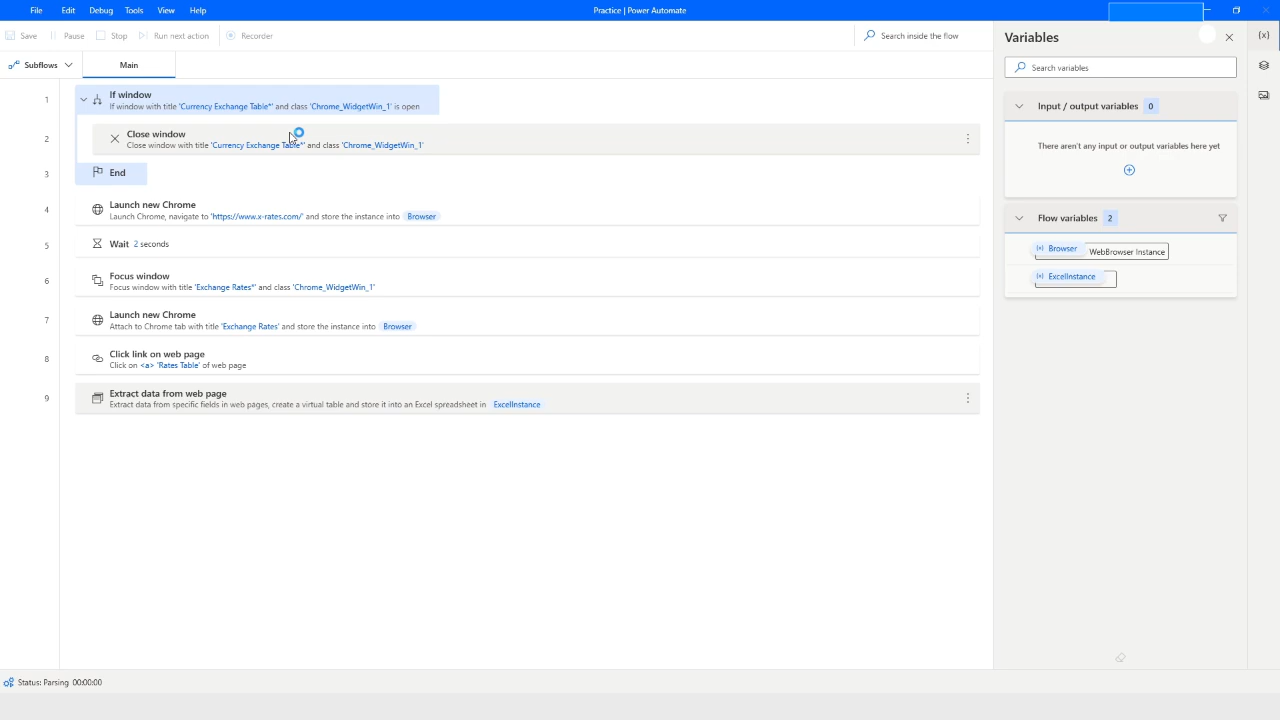 File Edit Debug Tools View Help Practice | Power Automate
Save Pause Stop Run next action Recorder Search inside the flow
Variables
{x}
Subflows Main
Search variables
1 If window
If window with title 'Currency Exchange Table*' and class 'Chrome_WidgetWin_1' is open
Input / output variables 0
2 Close window
Close window with title 'Currency Exchange Table*' and class 'Chrome_WidgetWin_1'
There aren't any input or output variables here yet
3 End
4 Launch new Chrome
Launch Chrome, navigate to 'https://www.x-rates.com/' and store the instance into Browser
Flow variables 2
5 Wait 2 seconds
(x) Browser WebBrowser Instance
6 Focus window
Focus window with title 'Exchange Rates*' and class 'Chrome_WidgetWin_1'
(x) ExcelInstance
7 Launch new Chrome
Attach to Chrome tab with title 'Exchange Rates' and store the instance into Browser
8 Click link on web page
Click on <a> 'Rates Table' of web page
9 Extract data from web page
Extract data from specific fields in web pages, create a virtual table and store it into an Excel spreadsheet in ExcelInstance
Status: Parsing 00:00:00